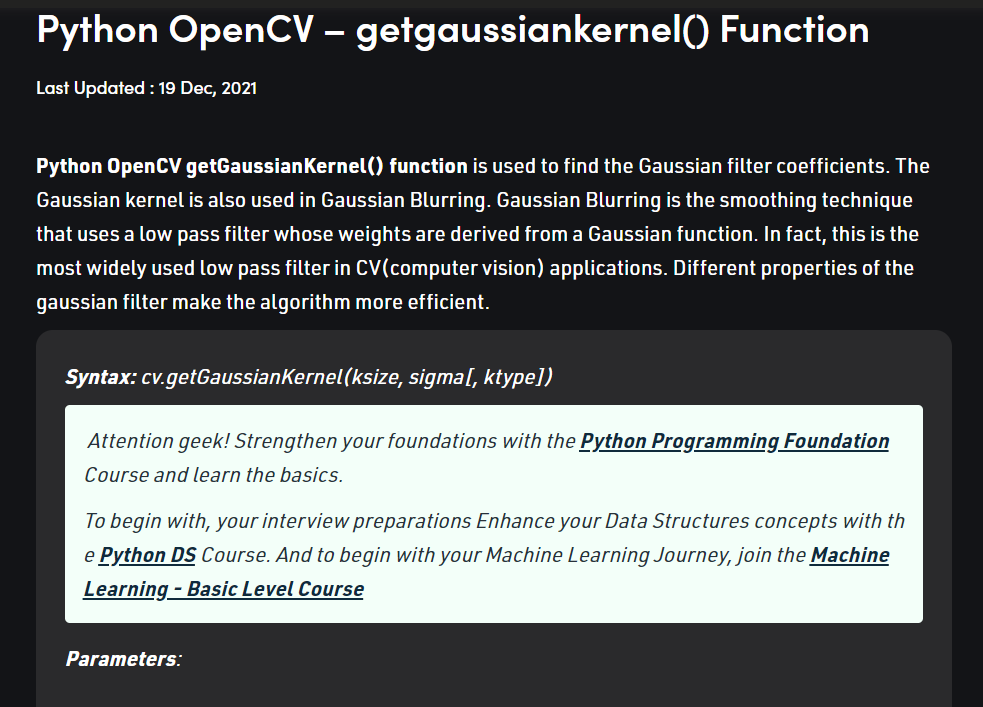 Python OpenCV – getgaussiankernel() Function
Last Updated : 19 Dec, 2021
Python OpenCV getGaussianKernel() function is used to find the Gaussian filter coefficients. The
Gaussian kernel is also used in Gaussian Blurring. Gaussian Blurring is the smoothing technique
that uses a low pass filter whose weights are derived from a Gaussian function. In fact, this is the
most widely used low pass filter in CV(computer vision) applications. Different properties of the
gaussian filter make the algorithm more efficient.
Syntax: cv.getGaussianKernel(ksize, sigma[, ktype])
Attention geek! Strengthen your foundations with the Python Programming Foundation
Course and learn the basics.
To begin with, your interview preparations Enhance your Data Structures concepts with th
e Python DS Course. And to begin with your Machine Learning Journey, join the Machine
Learning - Basic Level Course
Parameters: